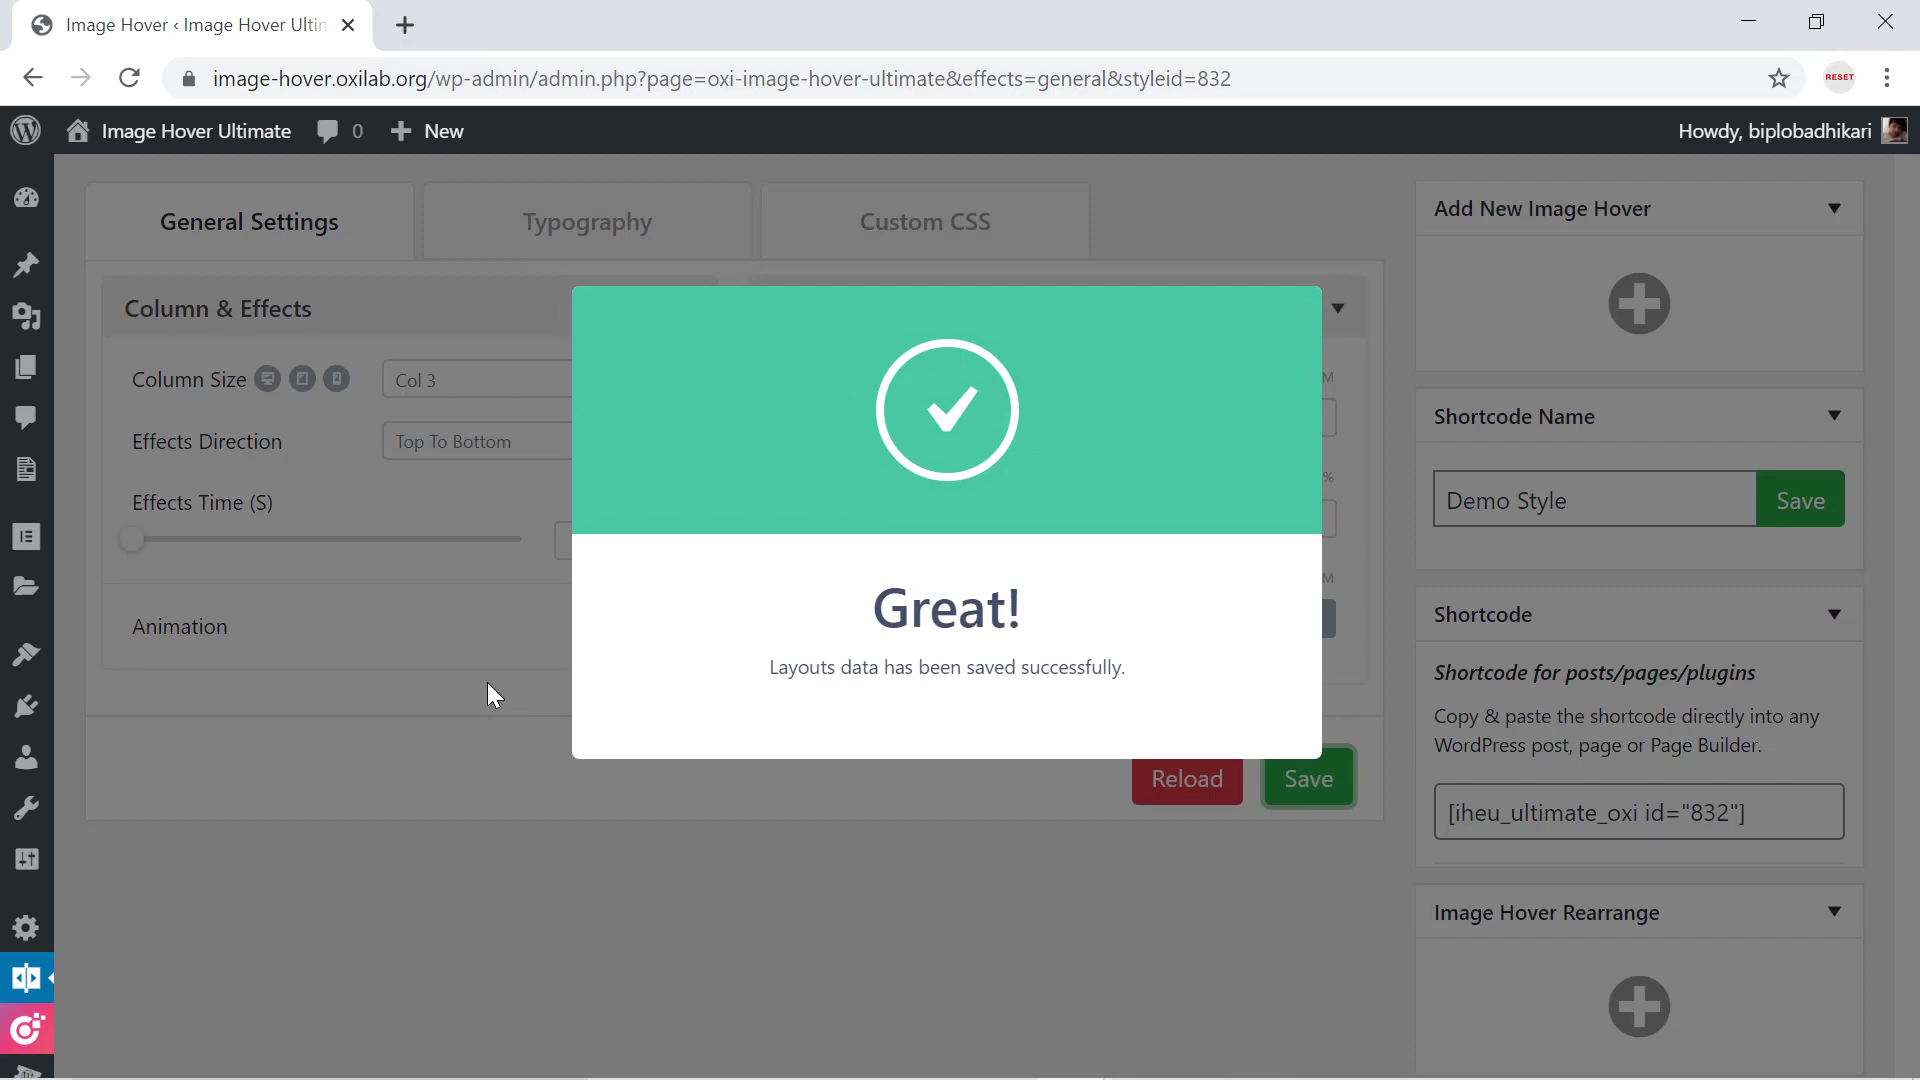 Image Hover ‹ Image Hover Ultim
image-hover.oxilab.org/wp-admin/admin.php?page=oxi-image-hover-ultimate&effects=general&styleid=832
RESET
Image Hover Ultimate
0
New
Howdy, biplobadhikari
General Settings
Typography
Custom CSS
Column & Effects
Column Size
Col 3
Effects Direction
Top To Bottom
Effects Time (S)
Animation
M
%
M
Great!
Layouts data has been saved successfully.
Reload
Save
Add New Image Hover
Shortcode Name
Demo Style
Save
Shortcode
Shortcode for posts/pages/plugins
Copy & paste the shortcode directly into any
WordPress post, page or Page Builder.
[iheu_ultimate_oxi id="832"]
Image Hover Rearrange